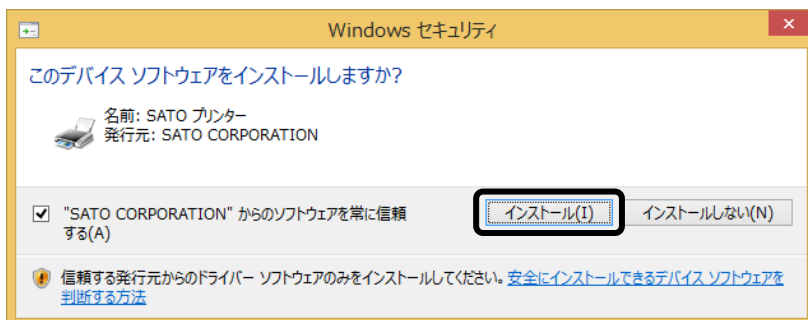 Windows セキュリティ
このデバイス ソフトウェアをインストールしますか?
名前: SATO プリンター
発行元: SATO CORPORATION
"SATO CORPORATION" からのソフトウェアを常に信頼
する(A)
インストール(I)
インストールしない(N)
信頼する発行元からのドライバー ソフトウェアのみをインストールしてください。安全にインストールできるデバイス ソフトウェアを
判断する方法